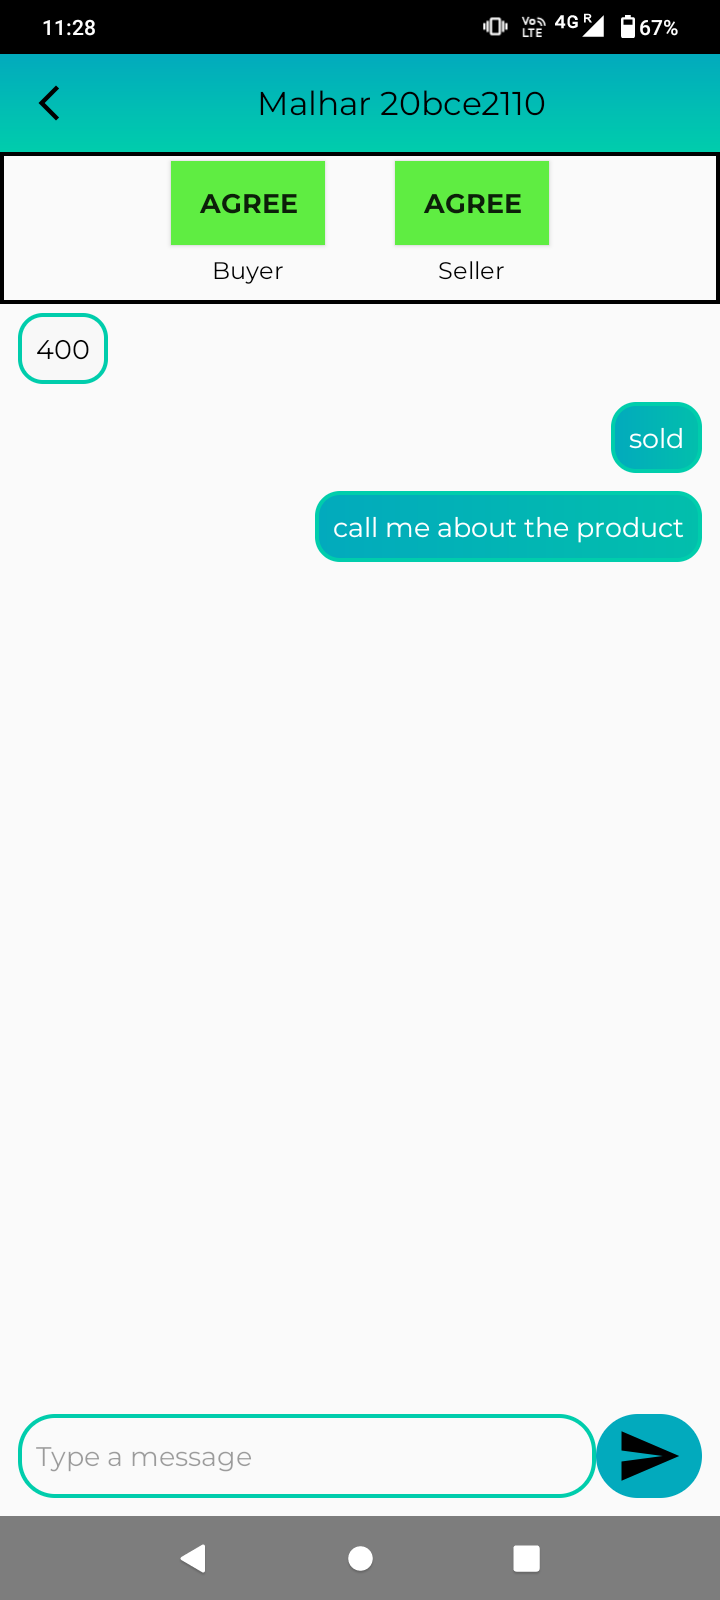 11:28
Vo LTE 4G R 67%
Malhar 20bce2110
AGREE AGREE
Buyer Seller
400
sold
call me about the product
Type a message